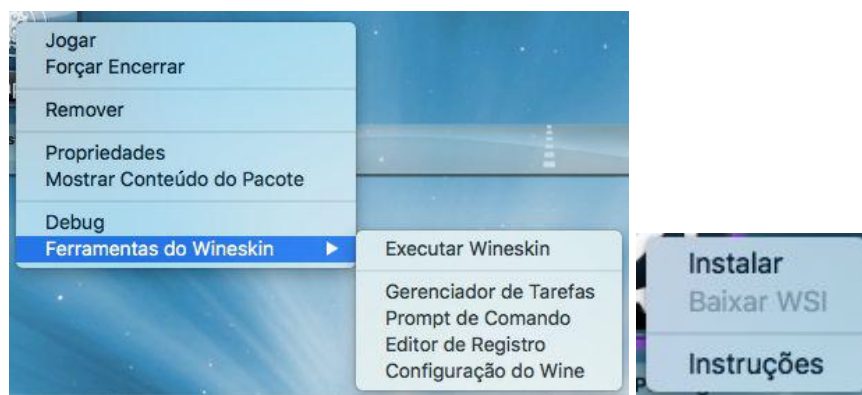 Jogar
Forçar Encerrar
Remover
Propriedades
Mostrar Conteúdo do Pacote
Debug
Ferramentas do Wineskin
Executar Wineskin
Gerenciador de Tarefas
Prompt de Comando
Editor de Registro
Configuração do Wine
Instalar
Baixar WSI
Instruções